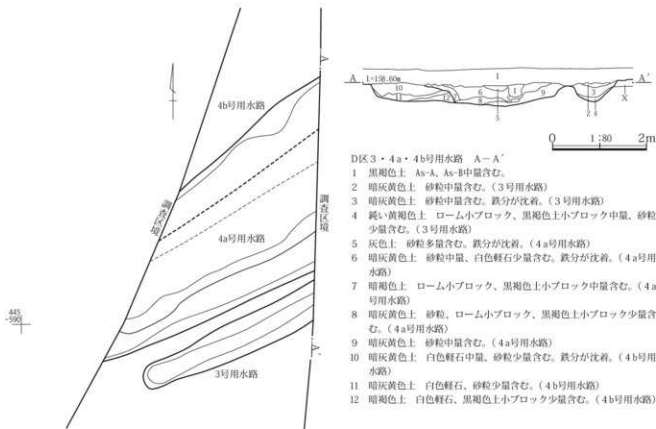 4b号用水路
調査区境
4a号用水路
調査区境
3号用水路
A
A´
445
-590
A
L=158.60m
A´
1
10
11
6
8
5
9
3
2 4
X
0 1:80 2m
D区3・4a・4b号用水路 A－A´
1 黒褐色土 As-A、As-B中量含む。
2 暗灰黄色土 砂粒中量含む。(3号用水路)
3 暗灰黄色土 砂粒中量含む。鉄分が沈着。(3号用水路)
4 鈍い黄褐色土 ローム小ブロック、黒褐色土小ブロック中量、砂粒
少量含む。(3号用水路)
5 灰色土 砂粒多量含む。鉄分が沈着。(4a号用水路)
6 暗灰黄色土 砂粒中量、白色軽石少量含む。鉄分が沈着。(4a号用
水路)
7 暗褐色土 ローム小ブロック、黒褐色土小ブロック中量含む。(4a
号用水路)
8 暗灰黄色土 砂粒、ローム小ブロック、黒褐色土小ブロック少量含
む。(4a号用水路)
9 暗灰黄色土 砂粒中量含む。(4a号用水路)
10 暗灰黄色土 白色軽石中量、砂粒少量含む。鉄分が沈着。(4b号用
水路)
11 暗灰黄色土 白色軽石、砂粒少量含む。(4b号用水路)
12 暗褐色土 白色軽石、黒褐色土小ブロック少量含む。(4b号用水路)